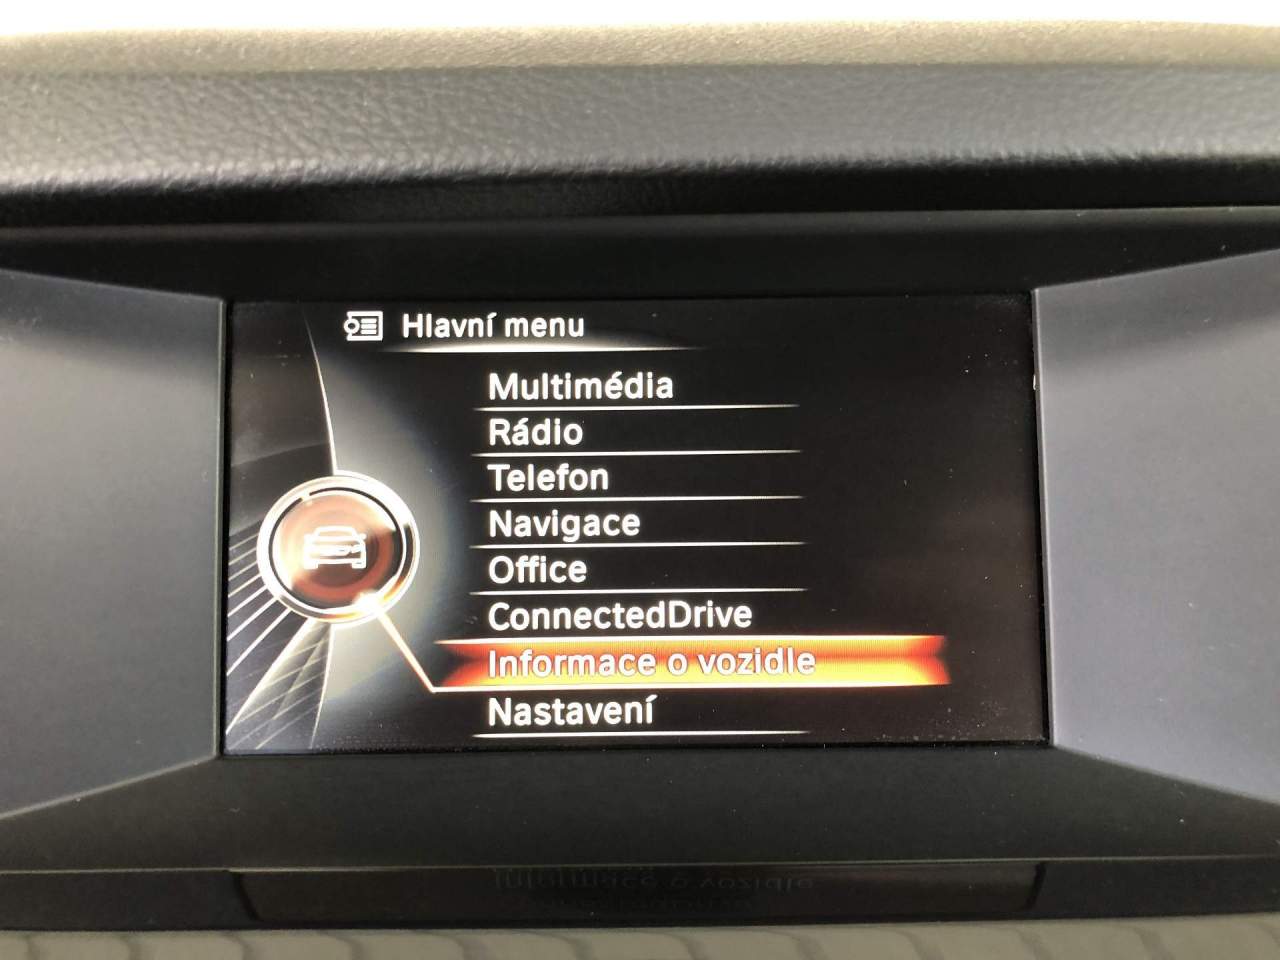 Hlavní menu
Multimédia
Rádio
Telefon
Navigace
Office
ConnectedDrive
Informace o vozidle
Nastavení